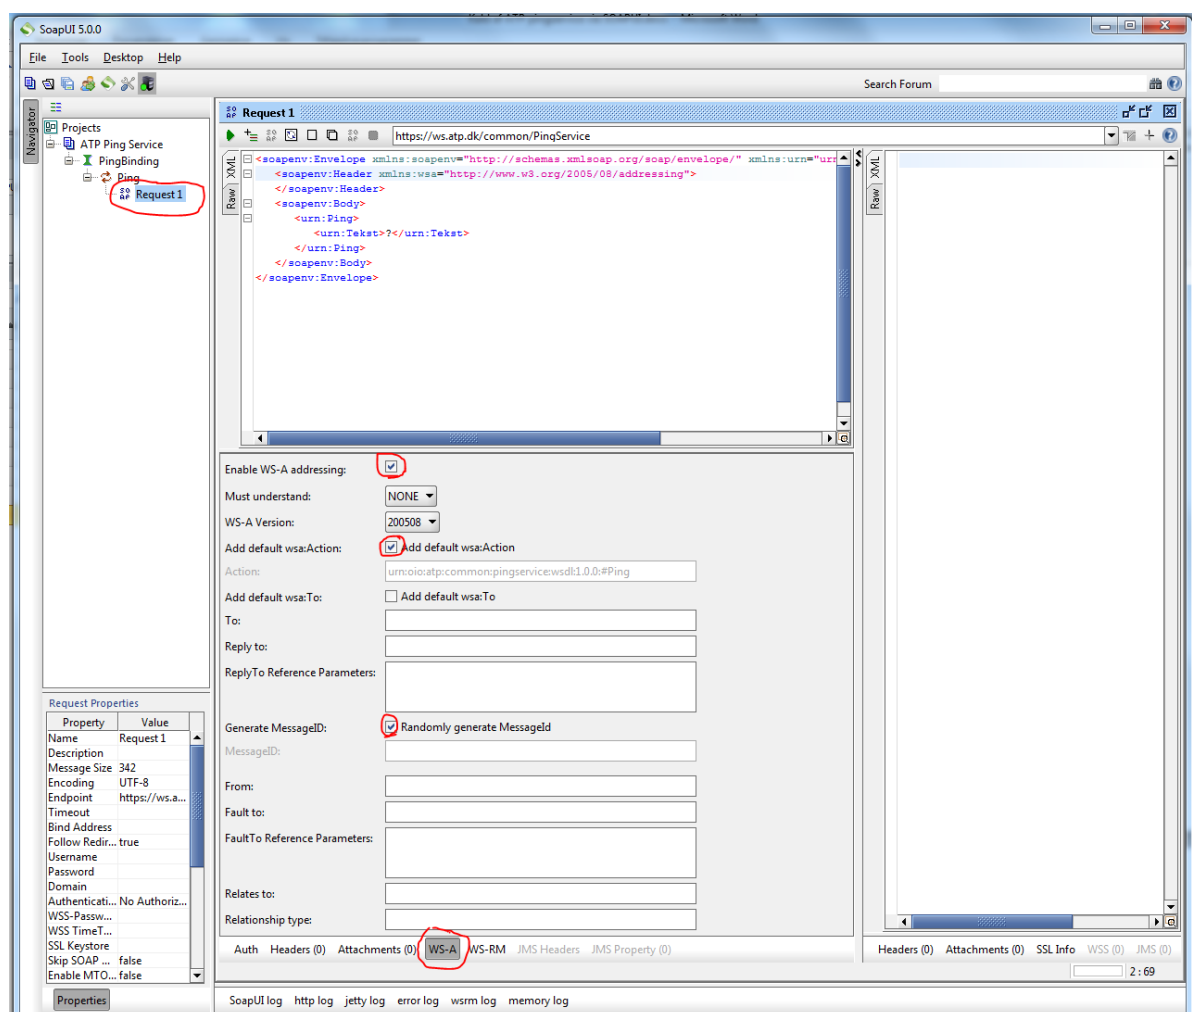 SoapUI 5.0.0
File Tools Desktop Help
Search Forum
Navigator
Projects
ATP Ping Service
PingBinding
Ping
Request 1
Request 1
https://ws.atp.dk/common/PingService
XML
Raw
<soapenv:Envelope xmlns:soapenv="http://schemas.xmlsoap.org/soap/envelope/" xmlns:urn="urn
<soapenv:Header xmlns:wsa="http://www.w3.org/2005/08/addressing">
</soapenv:Header>
<soapenv:Body>
<urn:Ping>
<urn:Tekst>?</urn:Tekst>
</urn:Ping>
</soapenv:Body>
</soapenv:Envelope>
XML
Raw
Enable WS-A addressing:
Must understand: NONE
WS-A Version: 200508
Add default wsa:Action: Add default wsa:Action
Action: urn:oio:atp:common:pingservice:wsdl:1.0.0:#Ping
Add default wsa:To: Add default wsa:To
To:
Reply to:
ReplyTo Reference Parameters:
Generate MessageID: Randomly generate MessageId
MessageID:
From:
Fault to:
FaultTo Reference Parameters:
Relates to:
Relationship type:
Auth Headers (0) Attachments (0) WS-A WS-RM JMS Headers JMS Property (0)
Headers (0) Attachments (0) SSL Info WSS (0) JMS (0)
2 : 69
Request Properties
Property Value
Name Request 1
Description
Message Size 342
Encoding UTF-8
Endpoint https://ws.a...
Timeout
Bind Address
Follow Redir... true
Username
Password
Domain
Authenticati... No Authoriz...
WSS-Passw...
WSS TimeT...
SSL Keystore
Skip SOAP ... false
Enable MTO... false
Properties
SoapUI log http log jetty log error log wsrm log memory log